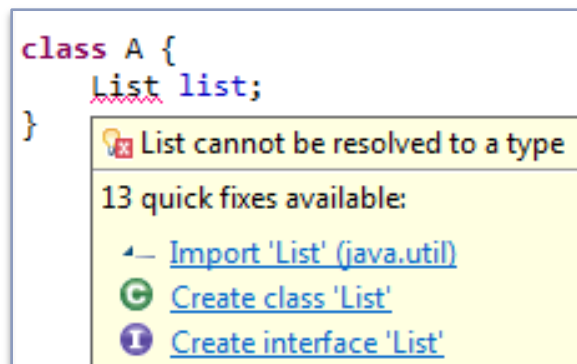 class A {
    List list;
}
List cannot be resolved to a type
13 quick fixes available:
Import 'List' (java.util)
C Create class 'List'
I Create interface 'List'